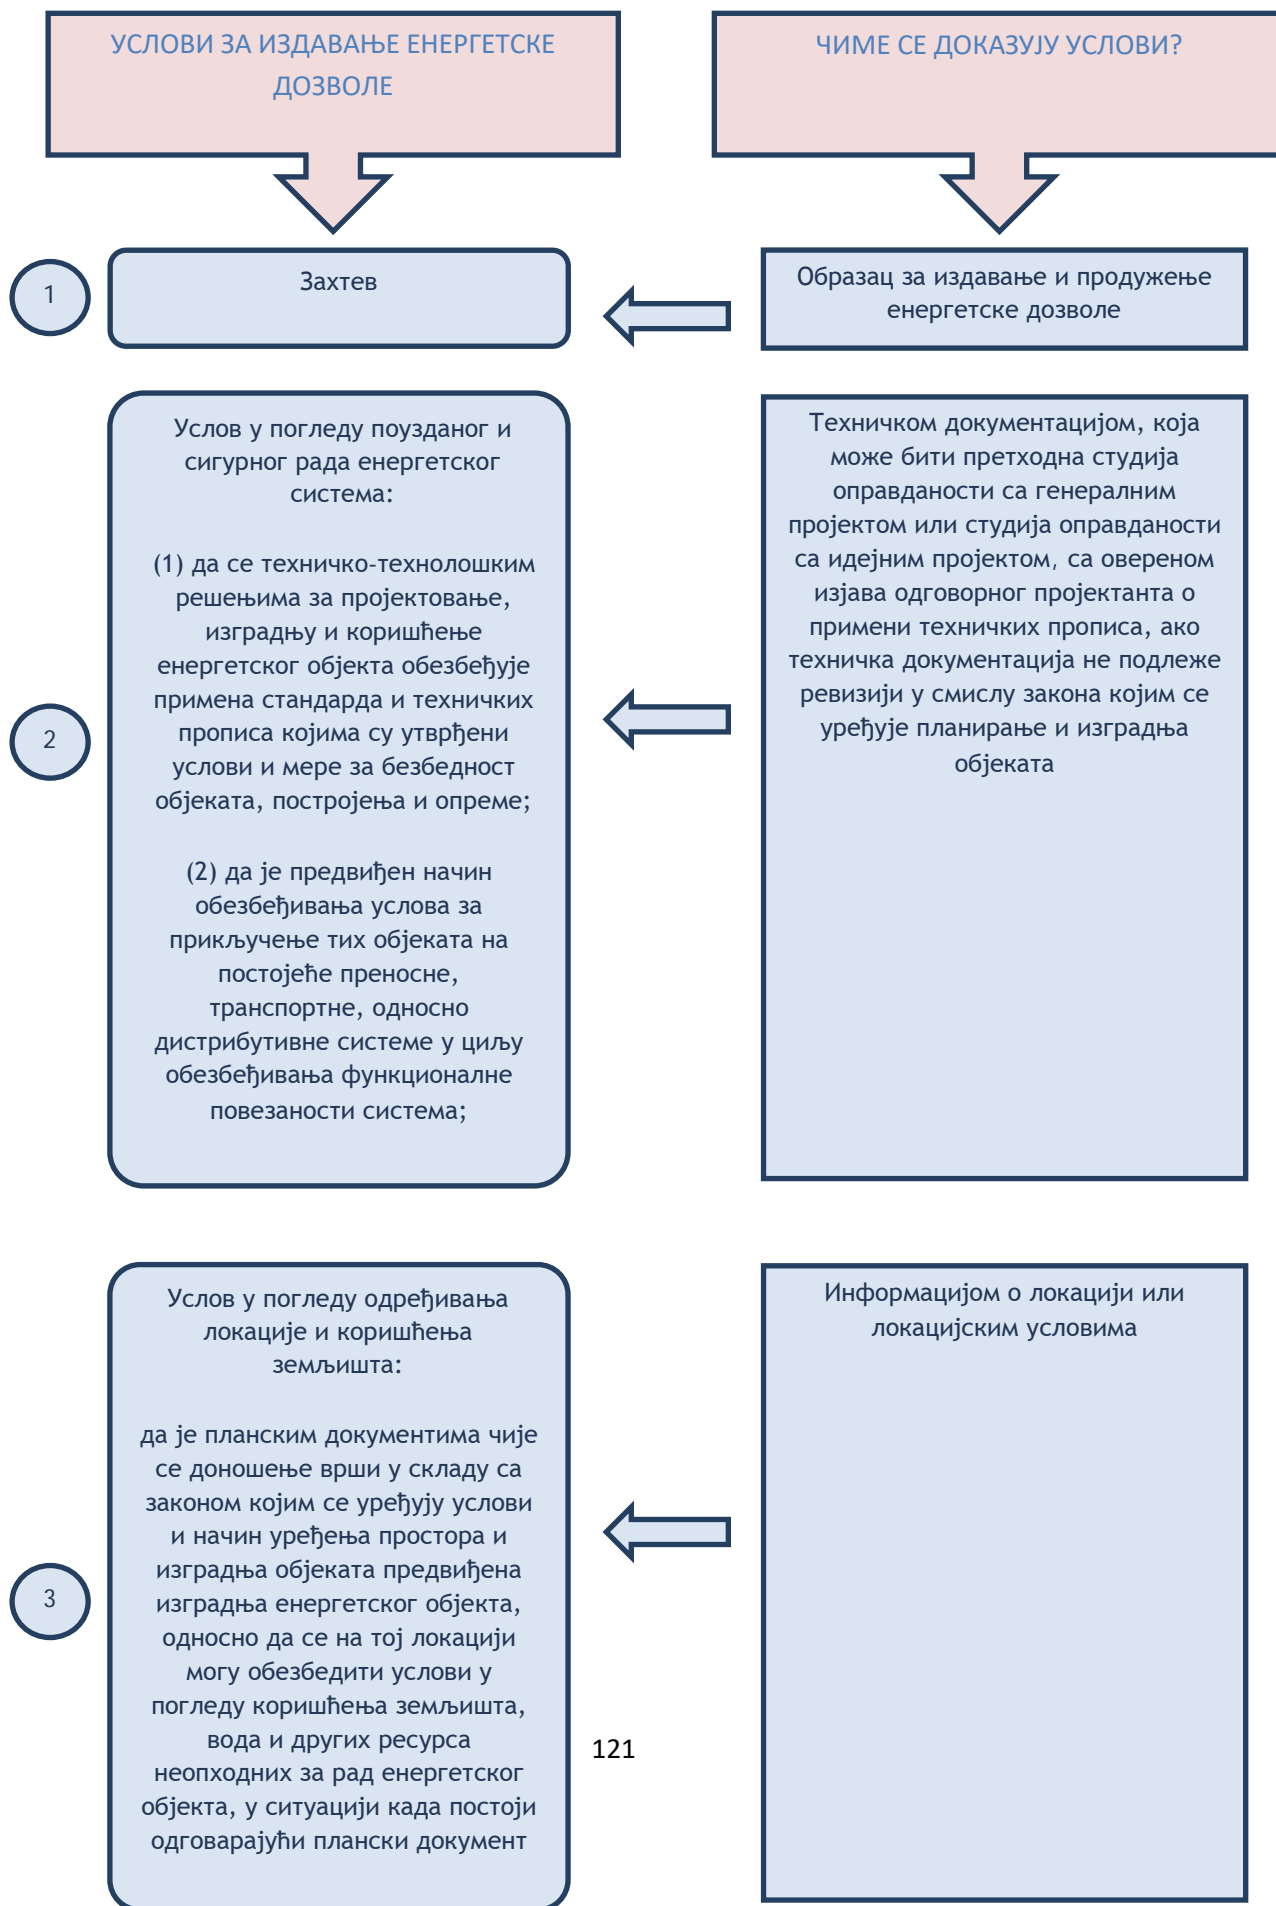 УСЛОВИ ЗА ИЗДАВАЊЕ ЕНЕРГЕТСКЕ
ДОЗВОЛЕ
ЧИМЕ СЕ ДОКАЗУЈУ УСЛОВИ?
1
Захтев
Образац за издавање и продужење
енергетске дозволе
2
Услов у погледу поузданог и
сигурног рада енергетског
система:
(1) да се техничко-технолошким
решењима за пројектовање,
изградњу и коришћење
енергетског објекта обезбеђује
примена стандарда и техничких
прописа којима су утврђени
услови и мере за безбедност
објеката, постројења и опреме;
(2) да је предвиђен начин
обезбеђивања услова за
прикључење тих објеката на
постојеће преносне,
транспортне, односно
дистрибутивне системе у циљу
обезбеђивања функционалне
повезаности система;
Техничком документацијом, која
може бити претходна студија
оправданости са генералним
пројектом или студија оправданости
са идејним пројектом, са овереном
изјава одговорног пројектанта о
примени техничких прописа, ако
техничка документација не подлеже
ревизији у смислу закона којим се
уређује планирање и изградња
објеката
3
Услов у погледу одређивања
локације и коришћења
земљишта:
да је планским документима чије
се доношење врши у складу са
законом којим се уређују услови
и начин уређења простора и
изградња објеката предвиђена
изградња енергетског објекта,
односно да се на тој локацији
могу обезбедити услови у
погледу коришћења земљишта,
вода и других ресурса
неопходних за рад енергетског
објекта, у ситуацији када постоји
одговарајући плански документ
Информацијом о локацији или
локацијским условима
121